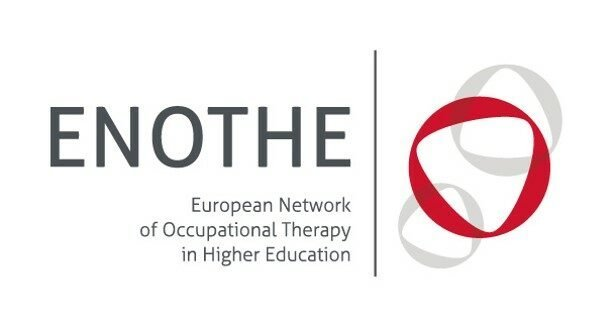 ENOTHE
European Network
of Occupational Therapy
in Higher Education